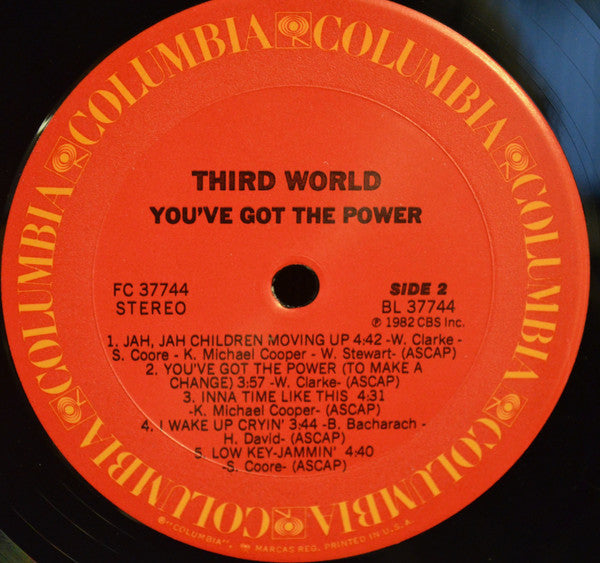 COLUMBIA COLUMBIA COLUMBIA COLUMBIA COLUMBIA COLUMBIA
THIRD WORLD
YOU'VE GOT THE POWER
FC 37744
STEREO
SIDE 2
BL 37744
℗ 1982 CBS Inc.
1. JAH, JAH CHILDREN MOVING UP 4:42 -W. Clarke -
S. Coore - K. Michael Cooper - W. Stewart- (ASCAP)
2. YOU'VE GOT THE POWER (TO MAKE A
CHANGE) 3:57 -W. Clarke- (ASCAP)
3. INNA TIME LIKE THIS 4:31
-K. Michael Cooper- (ASCAP)
4. I WAKE UP CRYIN' 3:44 -B. Bacharach -
H. David- (ASCAP)
5 LOW KEY-JAMMIN' 4:40
-S. Coore- (ASCAP)
®"COLUMBIA", MARCAS REG. PRINTED IN U.S.A.